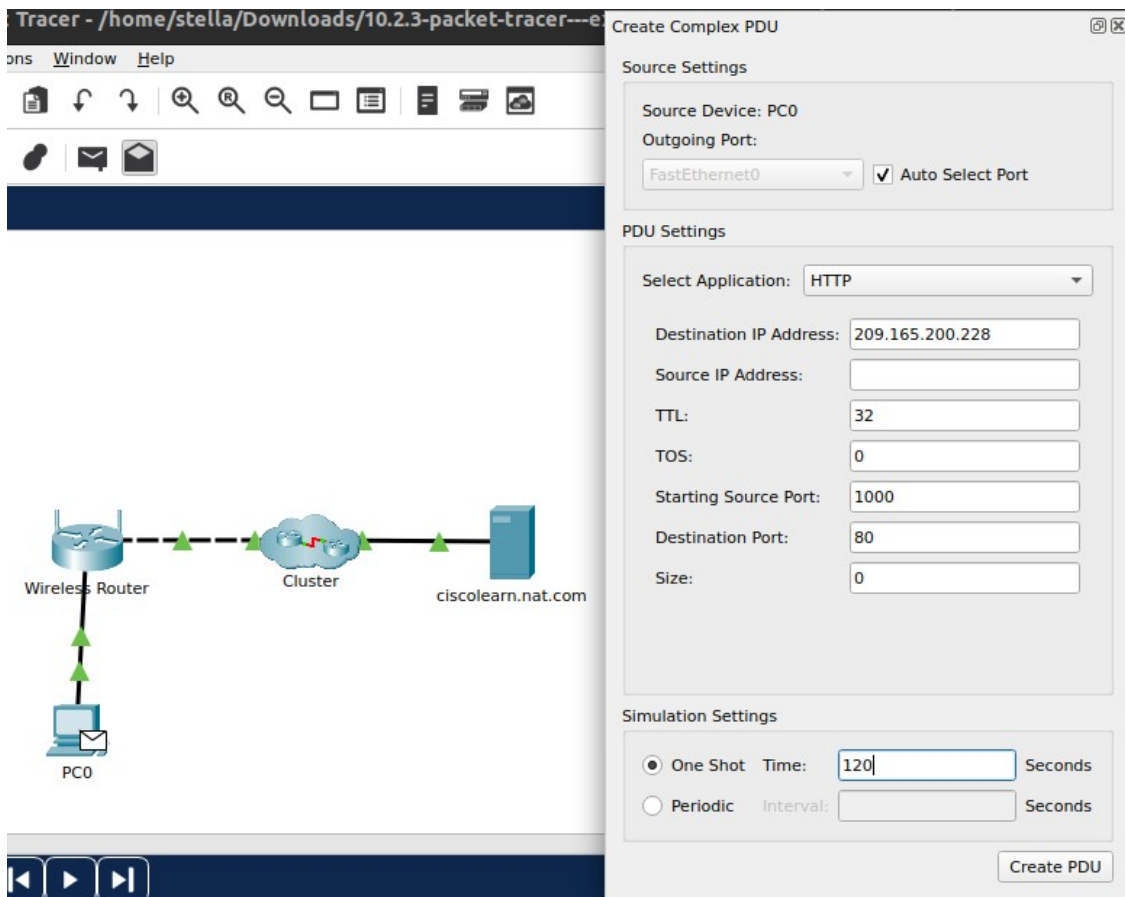 Tracer - /home/stella/Downloads/10.2.3-packet-tracer---e
ons Window Help
Wireless Router
Cluster
ciscolearn.nat.com
PC0
Create Complex PDU
Source Settings
Source Device: PC0
Outgoing Port:
FastEthernet0 Auto Select Port
PDU Settings
Select Application: HTTP
Destination IP Address: 209.165.200.228
Source IP Address:
TTL: 32
TOS: 0
Starting Source Port: 1000
Destination Port: 80
Size: 0
Simulation Settings
One Shot Time: 120 Seconds
Periodic Interval: Seconds
Create PDU